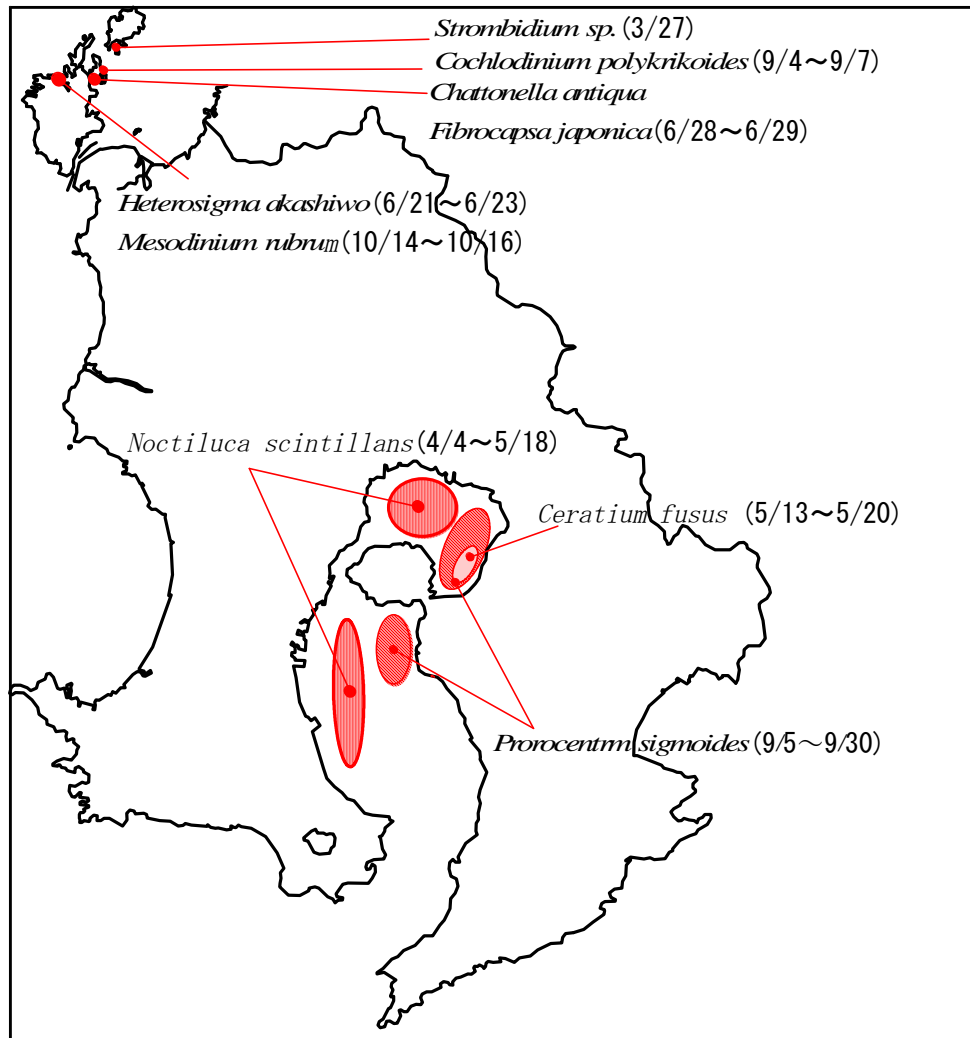 Strombidium sp. (3/27)
Cochlodinium polykrikoides (9/4～9/7)
Chattonella antiqua
Fibrocapsa japonica (6/28～6/29)
Heterosigma akashiwo (6/21～6/23)
Mesodinium rubrum (10/14～10/16)
Noctiluca scintillans (4/4～5/18)
Ceratium fusus (5/13～5/20)
Prorocentrm sigmoides (9/5～9/30)